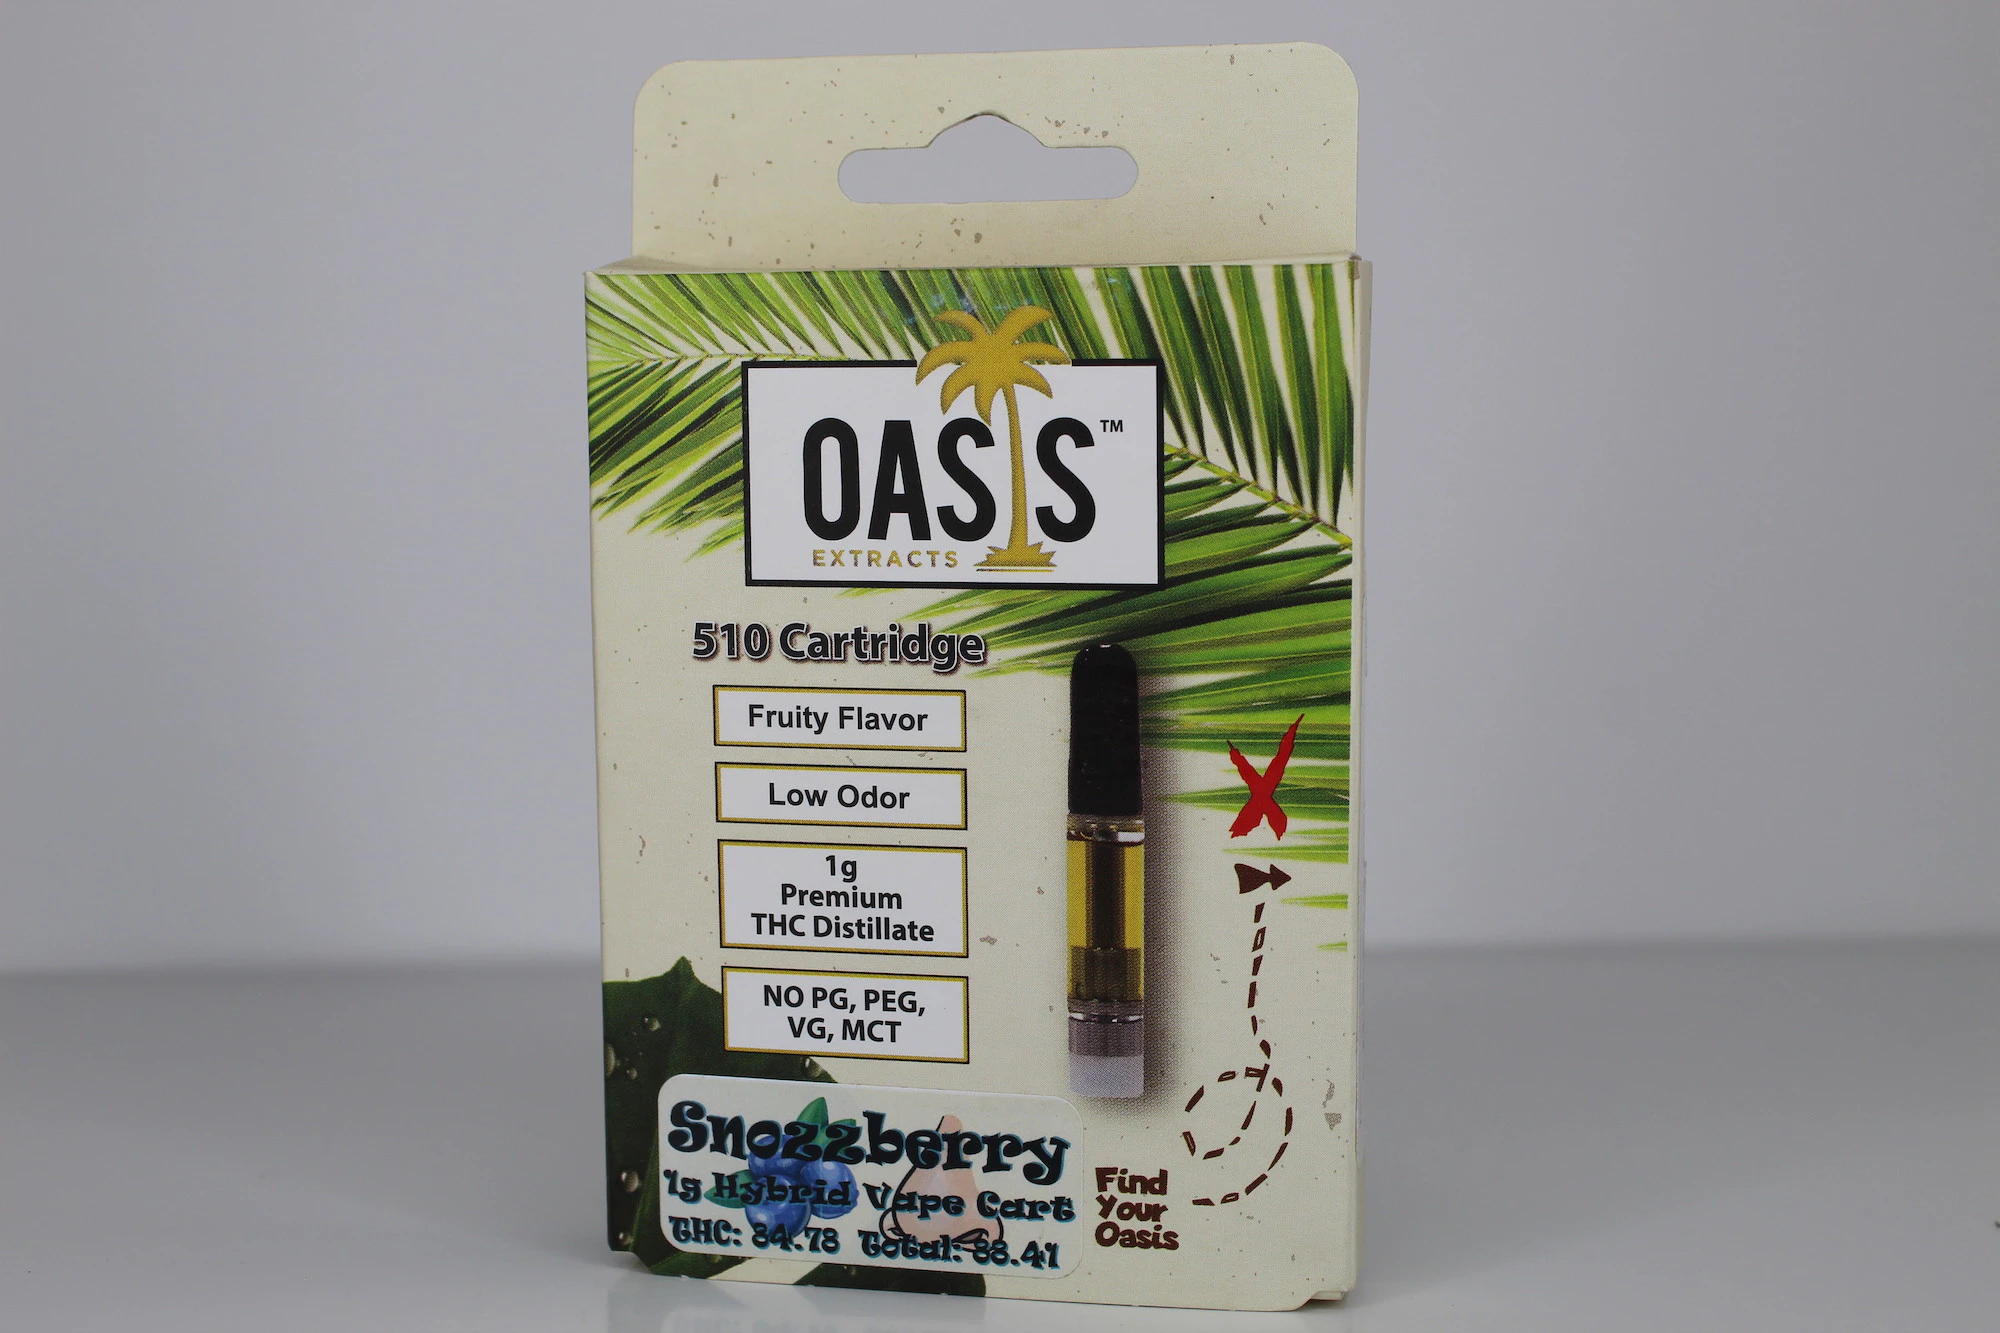 OASIS™
EXTRACTS
510 Cartridge
Fruity Flavor
Low Odor
1g
Premium
THC Distillate
NO PG, PEG,
VG, MCT
Snozzberry
1g Hybrid Vape Cart
THC: 84.78 Total: 88.41
Find
Your
Oasis